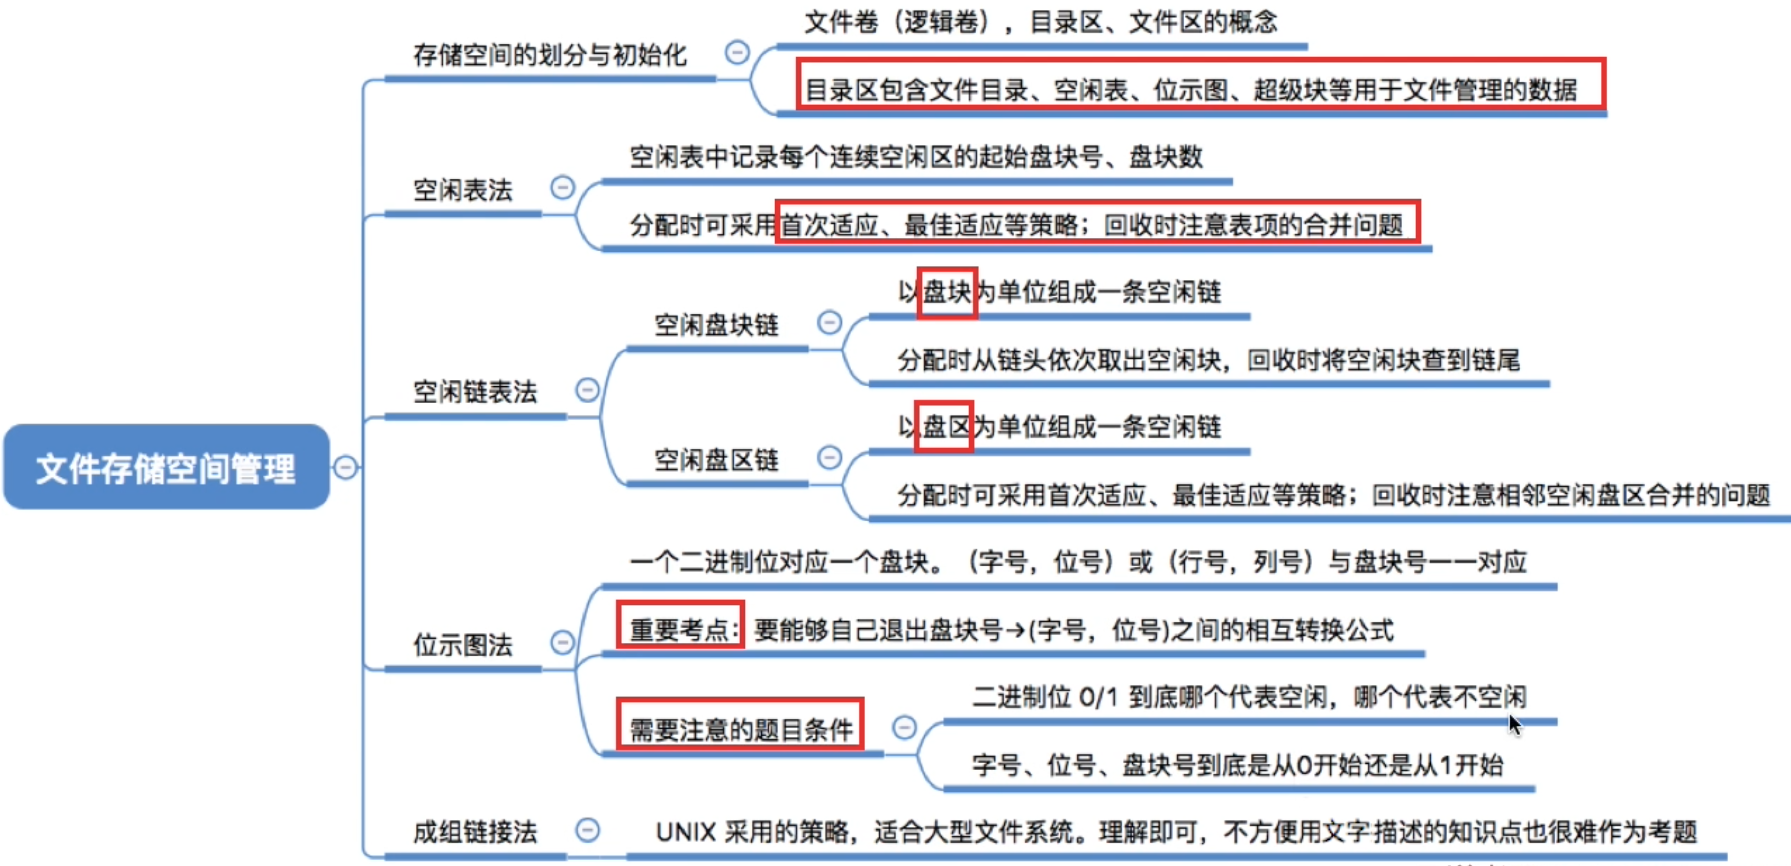 文件卷（逻辑卷），目录区、文件区的概念
存储空间的划分与初始化
目录区包含文件目录、空闲表、位示图、超级块等用于文件管理的数据
空闲表中记录每个连续空闲区的起始盘块号、盘块数
空闲表法
分配时可采用首次适应、最佳适应等策略；回收时注意表项的合并问题
以盘块为单位组成一条空闲链
空闲盘块链
分配时从链头依次取出空闲块，回收时将空闲块查到链尾
空闲链表法
以盘区为单位组成一条空闲链
空闲盘区链
文件存储空间管理
分配时可采用首次适应、最佳适应等策略；回收时注意相邻空闲盘区合并的问题
一个二进制位对应一个盘块。（字号，位号）或（行号，列号）与盘块号一一对应
位示图法
重要考点：要能够自己退出盘块号→(字号，位号)之间的相互转换公式
二进制位 0/1 到底哪个代表空闲，哪个代表不空闲
需要注意的题目条件
字号、位号、盘块号到底是从0开始还是从1开始
成组链接法
UNIX 采用的策略，适合大型文件系统。理解即可，不方便用文字描述的知识点也很难作为考题